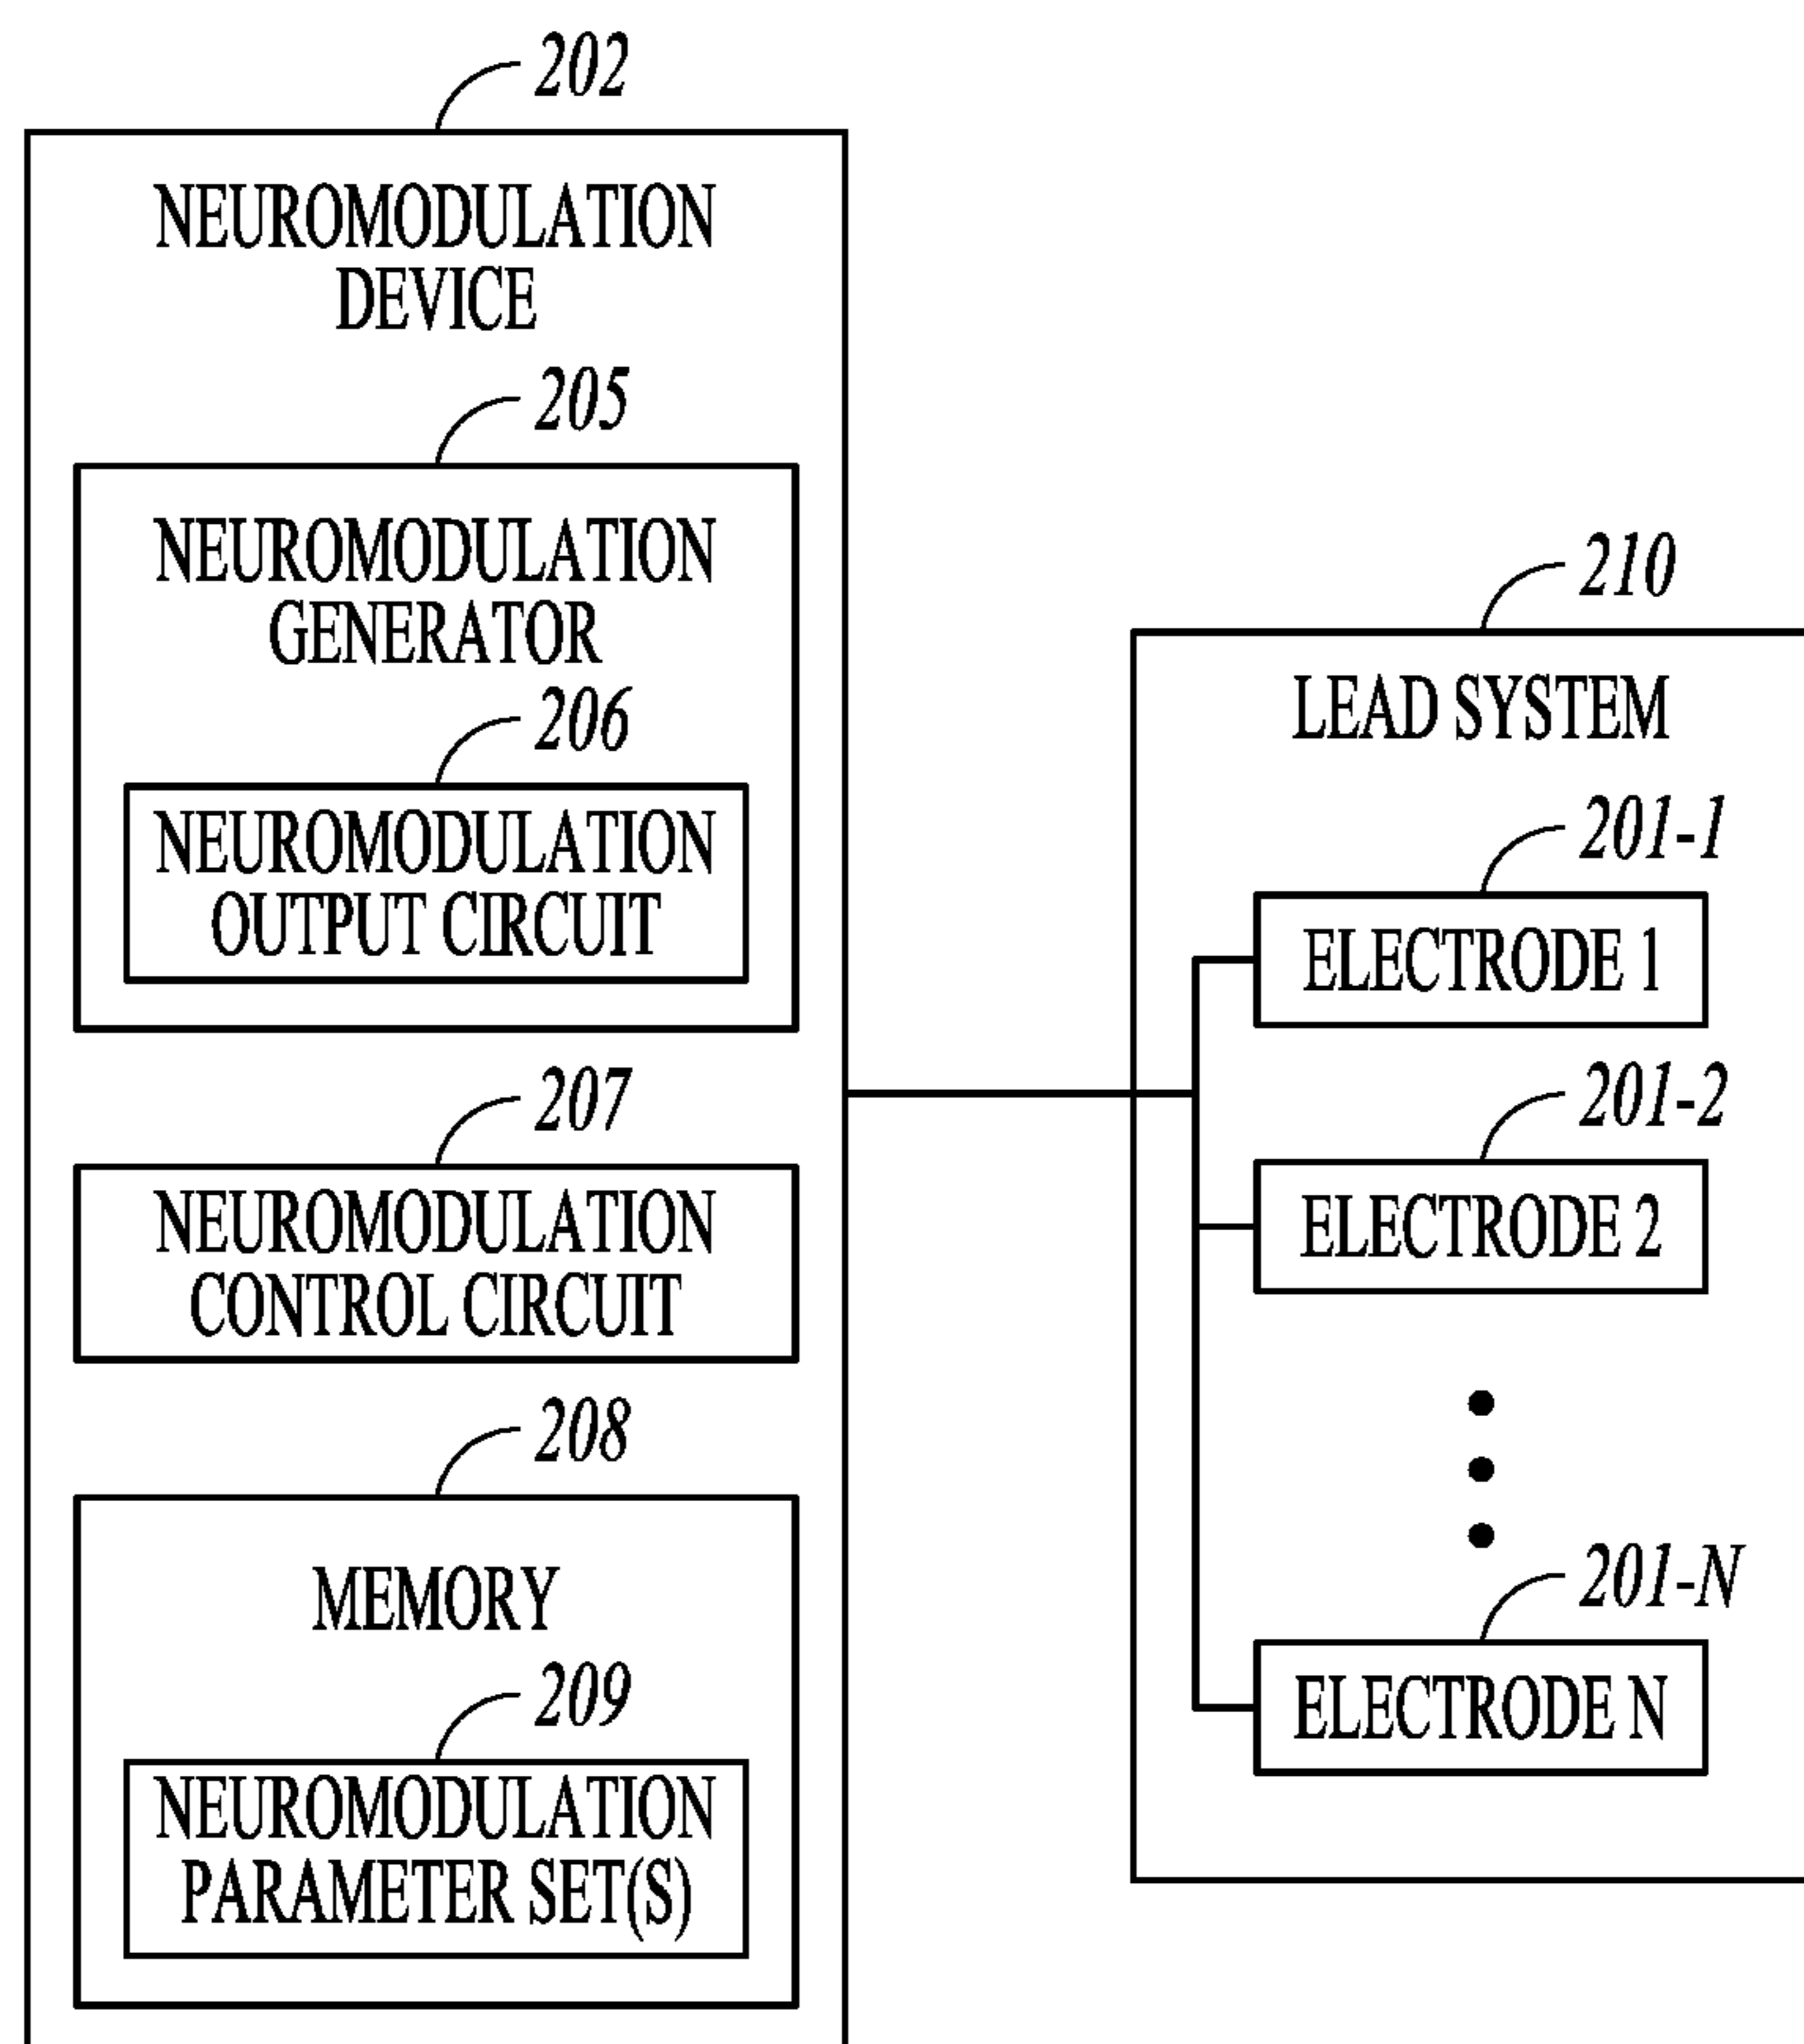 202
NEUROMODULATION
DEVICE
205
NEUROMODULATION
GENERATOR
206
NEUROMODULATION
OUTPUT CIRCUIT
207
NEUROMODULATION
CONTROL CIRCUIT
208
MEMORY
209
NEUROMODULATION
PARAMETER SET(S)
210
LEAD SYSTEM
201-1
ELECTRODE 1
201-2
ELECTRODE 2
201-N
ELECTRODE N